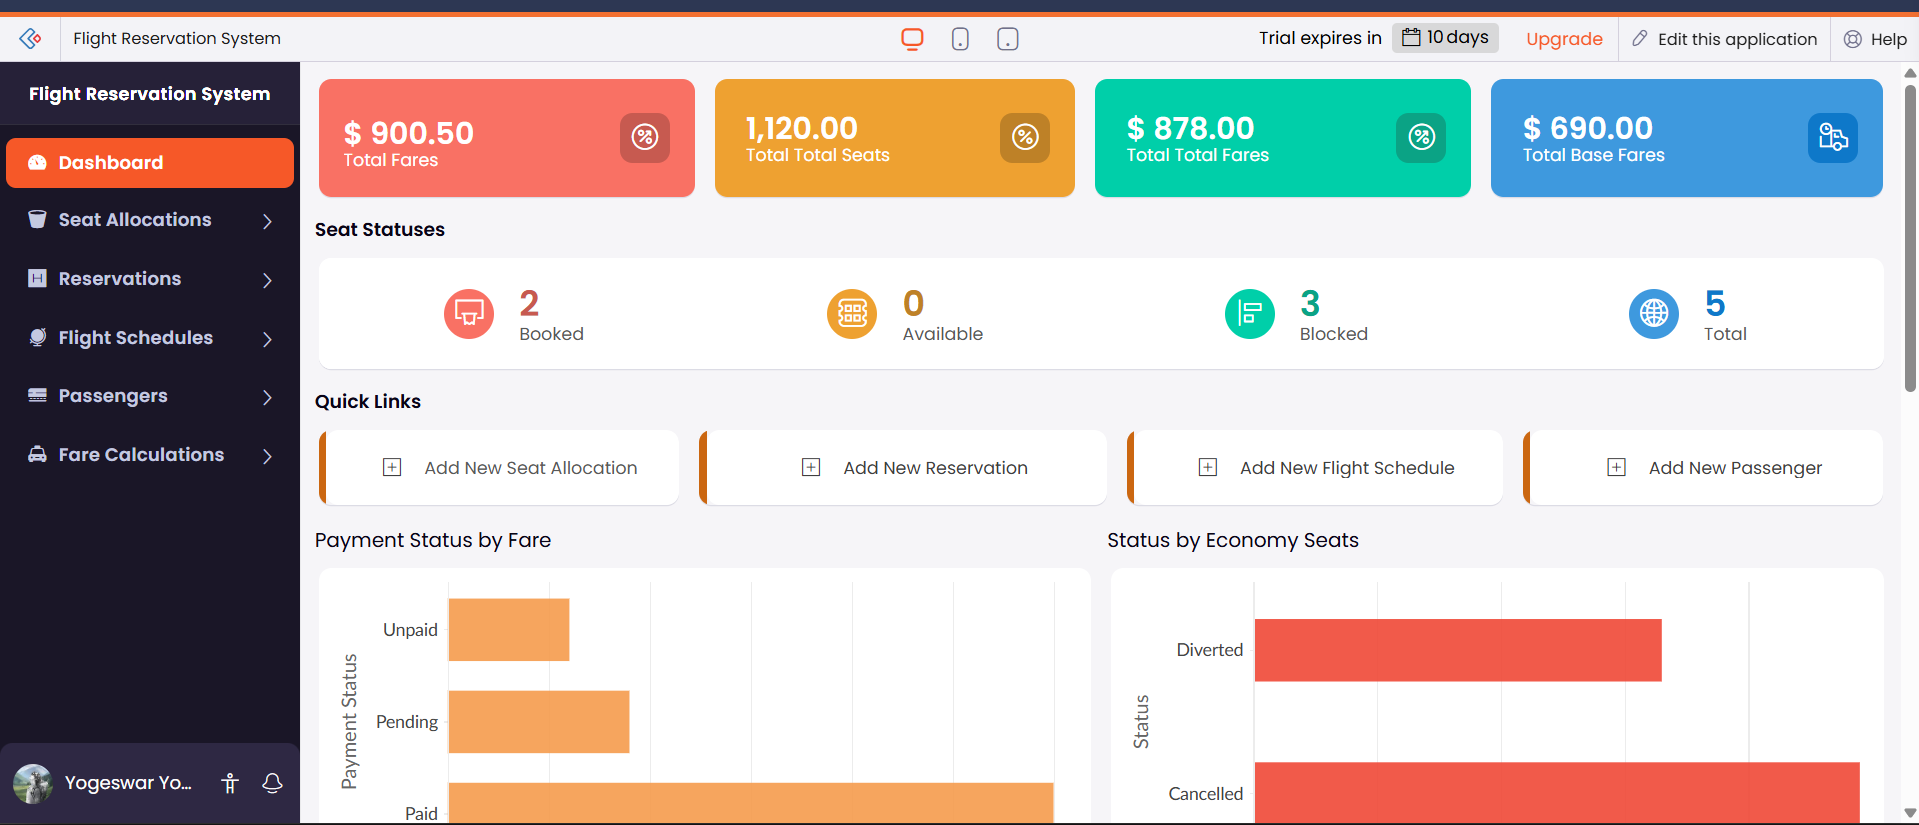 Flight Reservation System
Trial expires in 10 days Upgrade Edit this application Help
Flight Reservation System
Dashboard
Seat Allocations
Reservations
Flight Schedules
Passengers
Fare Calculations
Yogeswar Yo...
$ 900.50
Total Fares
1,120.00
Total Total Seats
$ 878.00
Total Total Fares
$ 690.00
Total Base Fares
Seat Statuses
2
Booked
0
Available
3
Blocked
5
Total
Quick Links
Add New Seat Allocation
Add New Reservation
Add New Flight Schedule
Add New Passenger
Payment Status by Fare
Payment Status
Unpaid
Pending
Paid
Status by Economy Seats
Status
Diverted
Cancelled